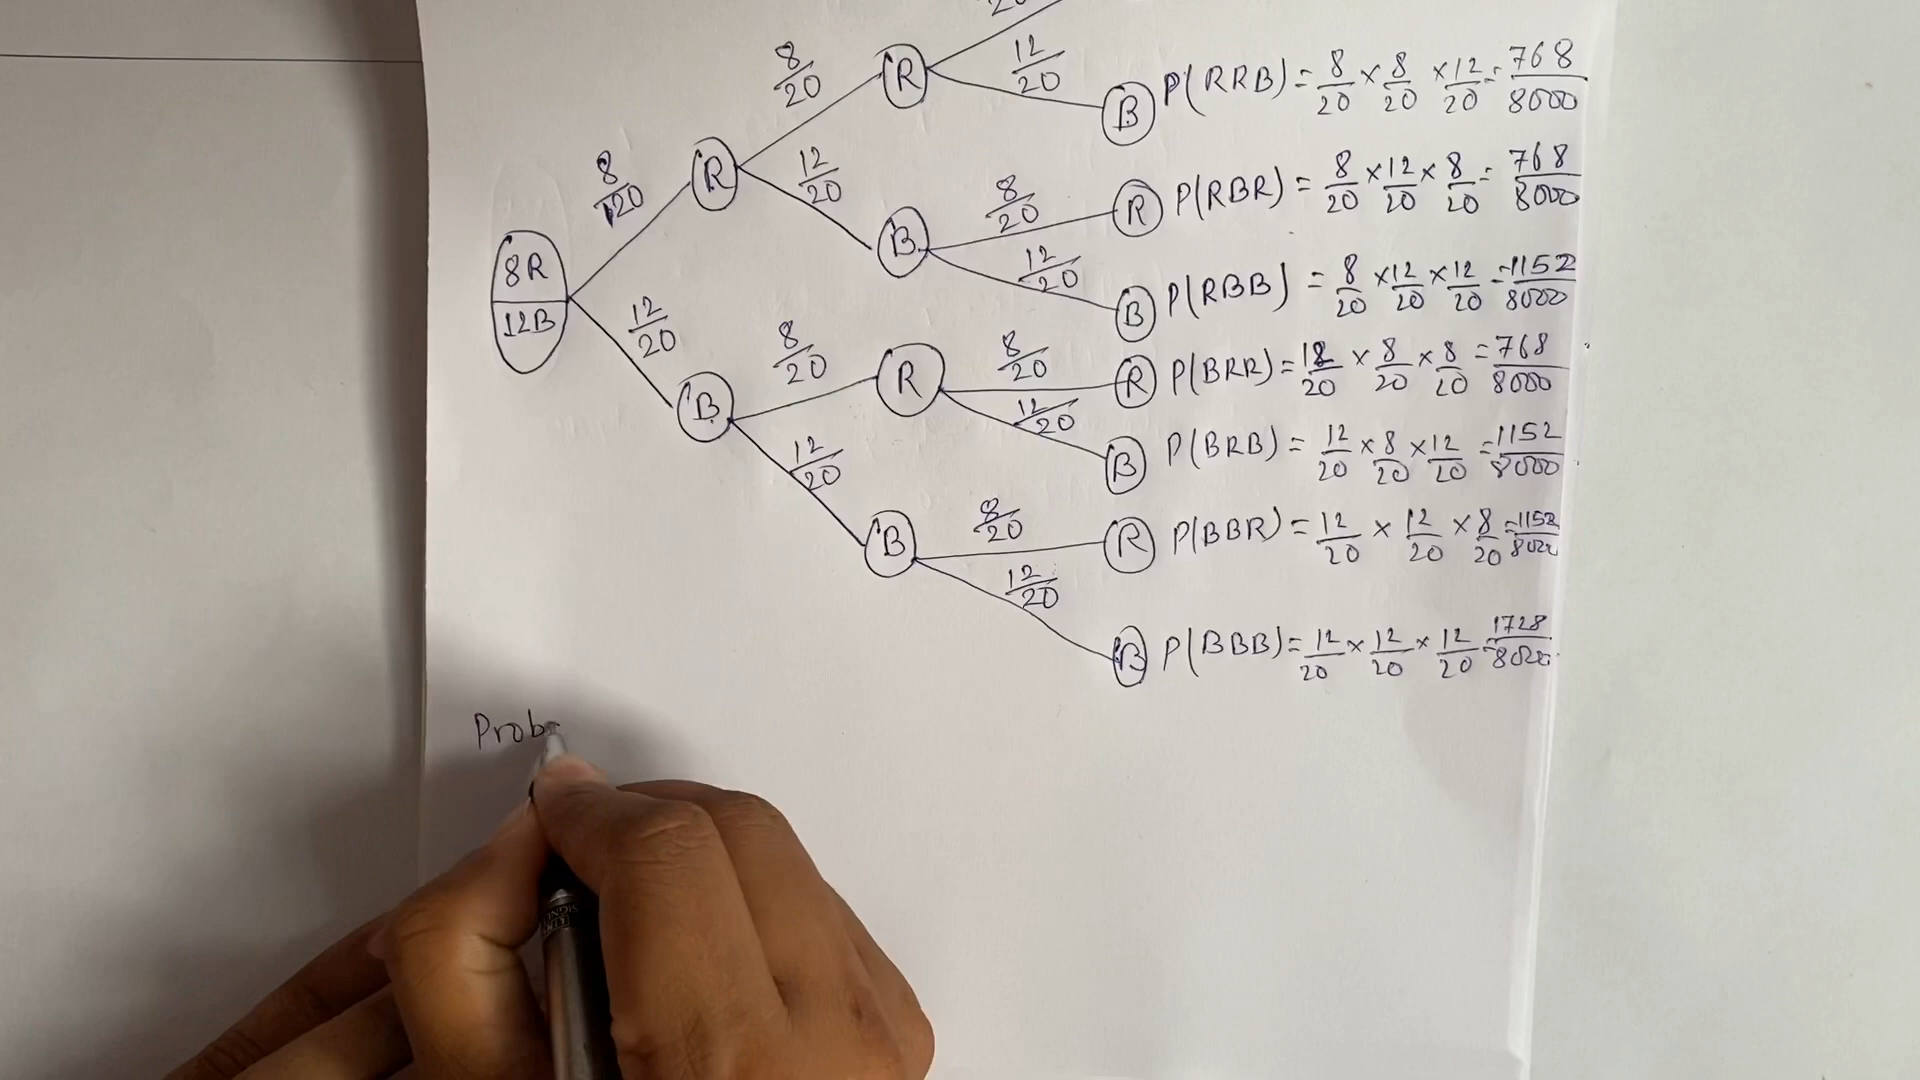 20
8/20 R 12/20 B P(RRB) = 8/20 × 8/20 × 12/20 = 768/8000
8/20 R 12/20 B 8/20 R P(RBR) = 8/20 × 12/20 × 8/20 = 768/8000
12/20 B P(RBB) = 8/20 × 12/20 × 12/20 = 1152/8000
8R
12B
12/20 B 8/20 R 8/20 R P(BRR) = 12/20 × 8/20 × 8/20 = 768/8000
12/20 B P(BRB) = 12/20 × 8/20 × 12/20 = 1152/8000
12/20 B 8/20 R P(BBR) = 12/20 × 12/20 × 8/20 = 1152/8000
12/20 B P(BBB) = 12/20 × 12/20 × 12/20 = 1728/8000
Prob